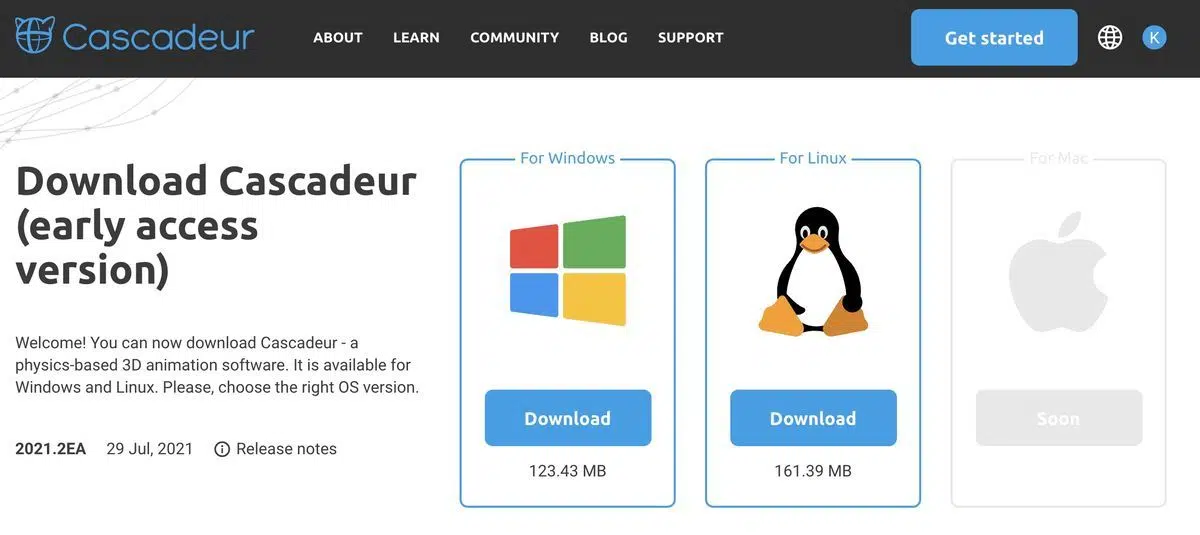 Cascadeur
ABOUT LEARN COMMUNITY BLOG SUPPORT
Get started
K
Download Cascadeur
(early access
version)
Welcome! You can now download Cascadeur - a
physics-based 3D animation software. It is available for
Windows and Linux. Please, choose the right OS version.
2021.2EA 29 Jul, 2021 Release notes
For Windows
Download
123.43 MB
For Linux
Download
161.39 MB
For Mac
Soon